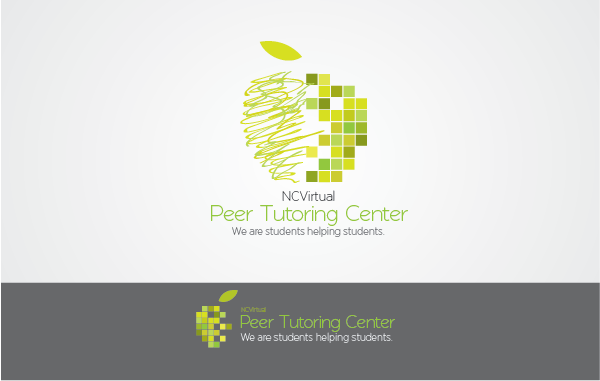 NCVirtual
Peer Tutoring Center
We are students helping students.
NCVirtual
Peer Tutoring Center
We are students helping students.